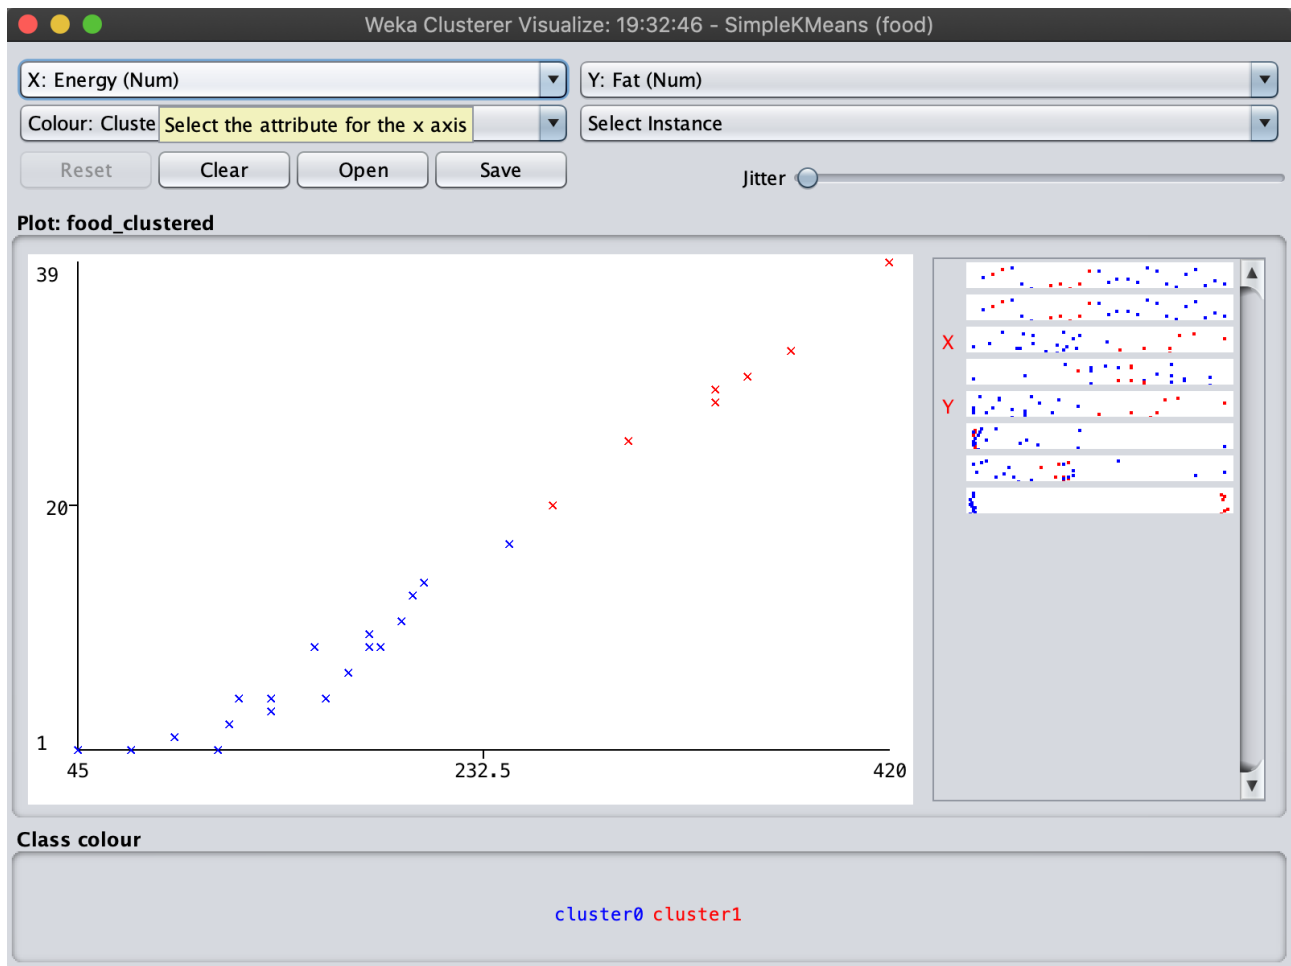 Weka Clusterer Visualize: 19:32:46 - SimpleKMeans (food)
X: Energy (Num)
Y: Fat (Num)
Colour: Cluste
Select the attribute for the x axis
Select Instance
Reset
Clear
Open
Save
Jitter
Plot: food_clustered
39
20
1
45
232.5
420
X
Y
Class colour
cluster0 cluster1